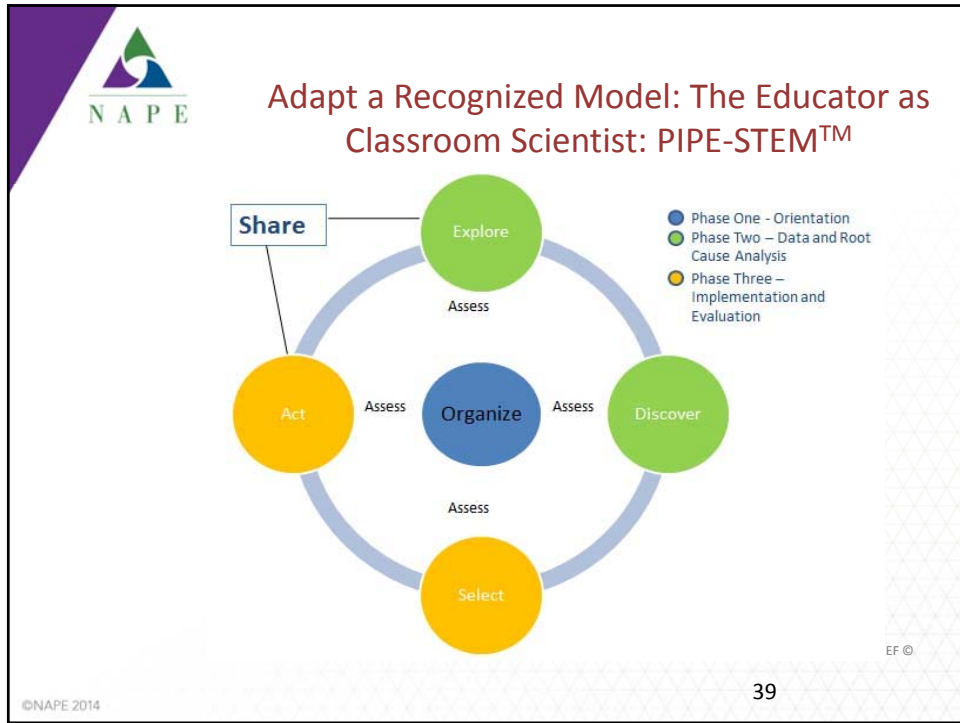 NAPE
Adapt a Recognized Model: The Educator as
Classroom Scientist: PIPE-STEM™
Share
Explore
Phase One - Orientation
Phase Two – Data and Root
Cause Analysis
Phase Three –
Implementation and
Evaluation
Assess
Act
Assess
Organize
Assess
Discover
Assess
Select
EF ©
39
©NAPE 2014